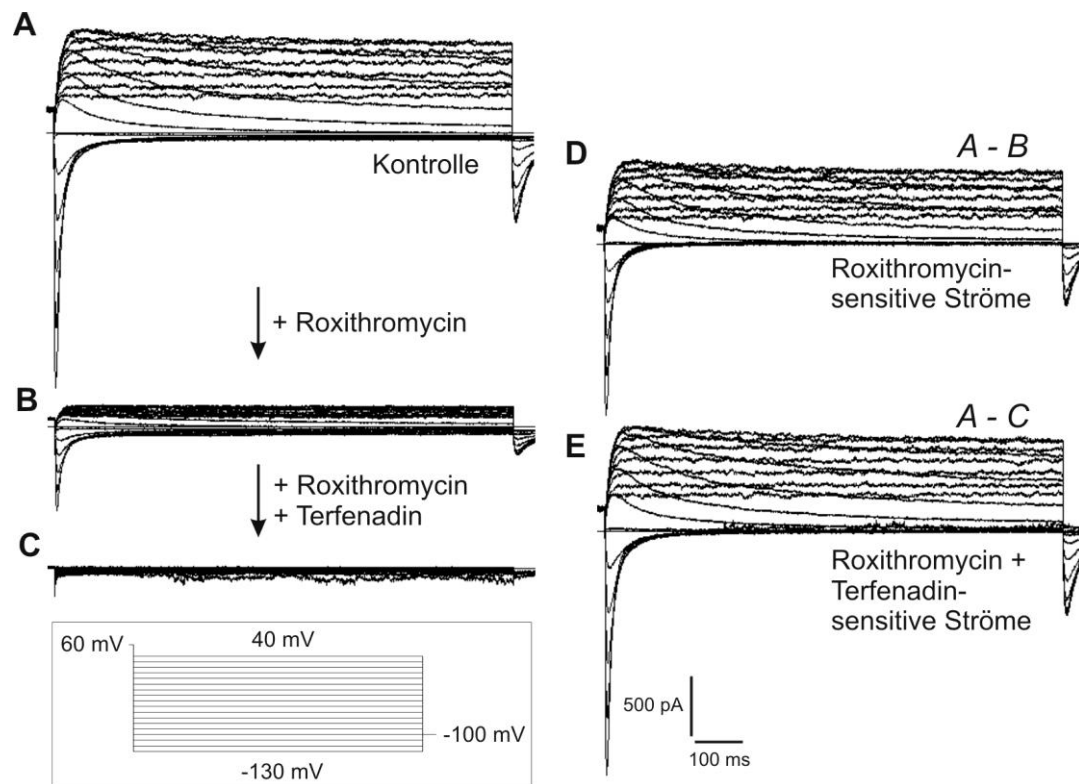 A
Kontrolle
+ Roxithromycin
B
+ Roxithromycin
+ Terfenadin
C
60 mV
40 mV
-100 mV
-130 mV
D
A - B
Roxithromycin-
sensitive Ströme
E
A - C
Roxithromycin +
Terfenadin-
sensitive Ströme
500 pA
100 ms